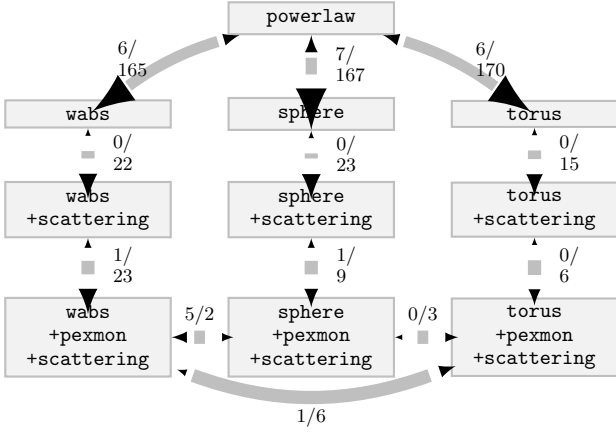 powerlaw
6/
165
7/
167
6/
170
wabs
sphere
torus
0/
22
0/
23
0/
15
wabs
+scattering
sphere
+scattering
torus
+scattering
1/
23
1/
9
0/
6
wabs
+pexmon
+scattering
5/2
sphere
+pexmon
+scattering
0/3
torus
+pexmon
+scattering
1/6